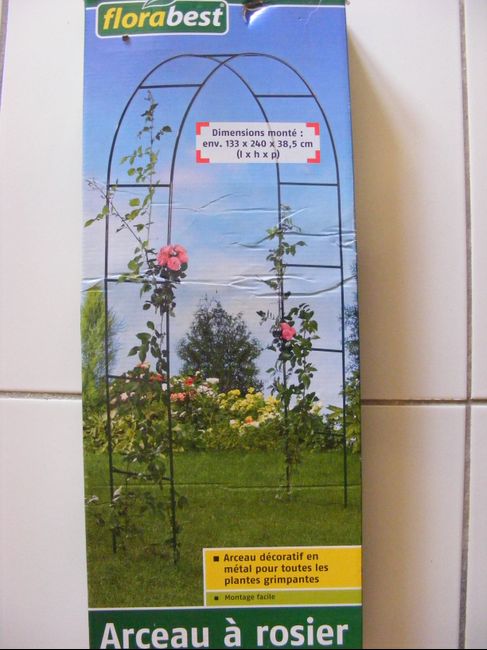 florabest
Dimensions monté :
env. 133 x 240 x 38,5 cm
(l x h x p)
Arceau décoratif en
métal pour toutes les
plantes grimpantes
Montage facile
Arceau à rosier